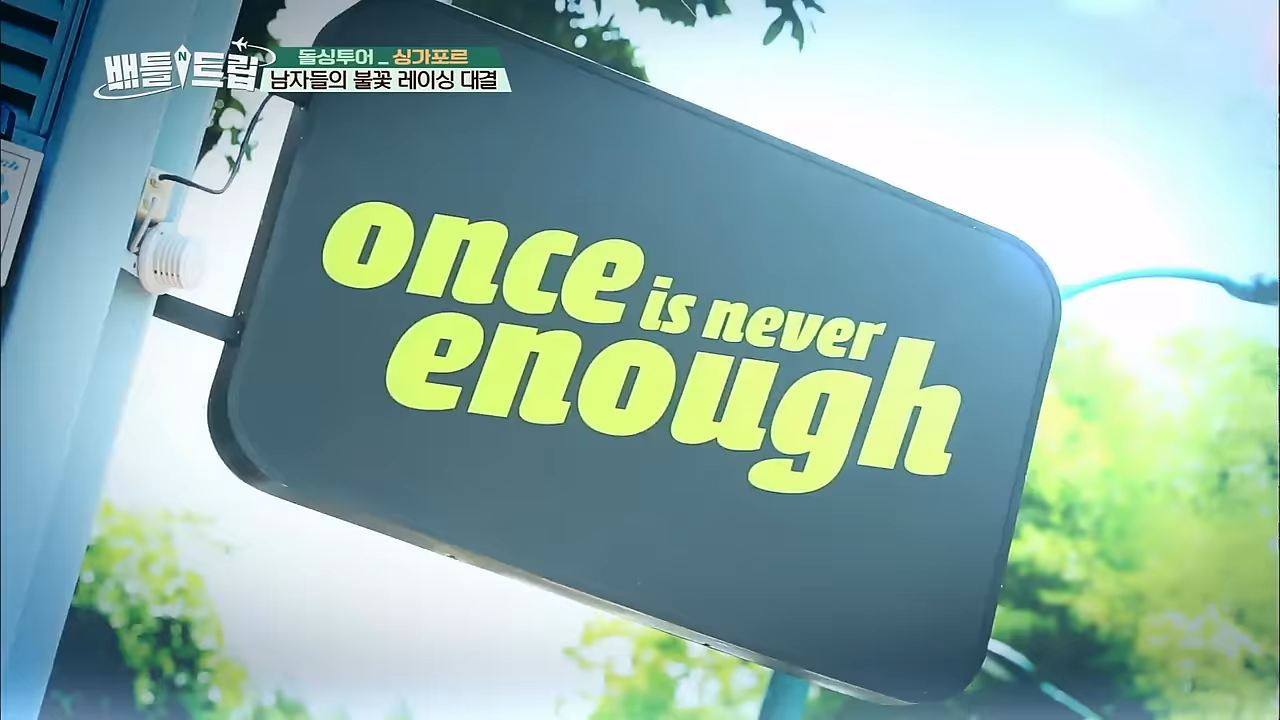 배틀트립
돌싱투어 _ 싱가포르
남자들의 불꽃 레이싱 대결
once is never
enough